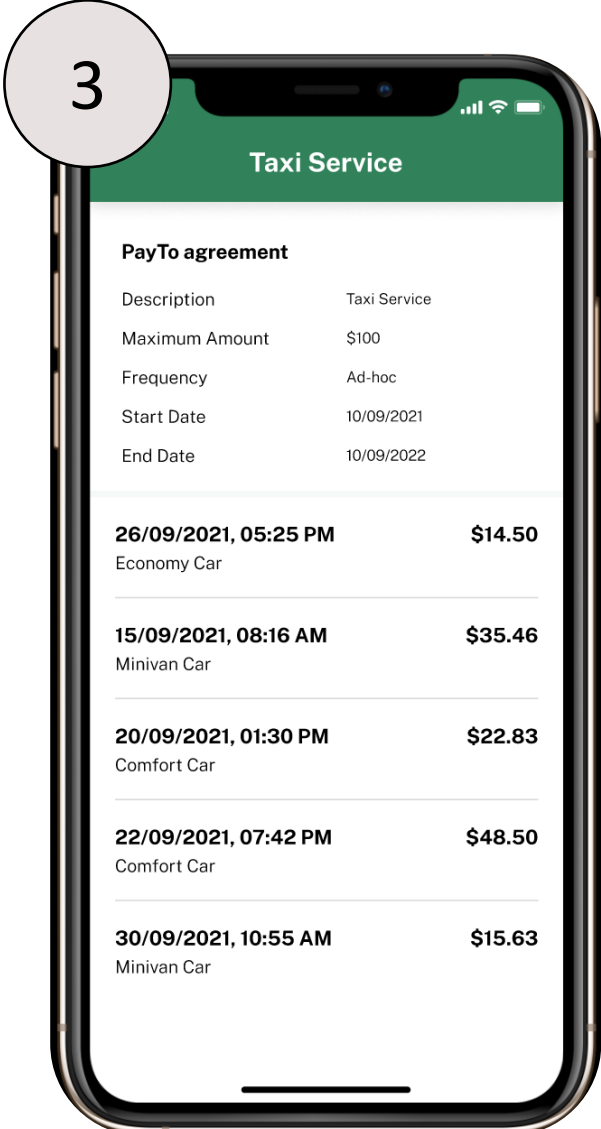 3
Taxi Service
PayTo agreement
Description Taxi Service
Maximum Amount $100
Frequency Ad-hoc
Start Date 10/09/2021
End Date 10/09/2022
26/09/2021, 05:25 PM $14.50
Economy Car
15/09/2021, 08:16 AM $35.46
Minivan Car
20/09/2021, 01:30 PM $22.83
Comfort Car
22/09/2021, 07:42 PM $48.50
Comfort Car
30/09/2021, 10:55 AM $15.63
Minivan Car